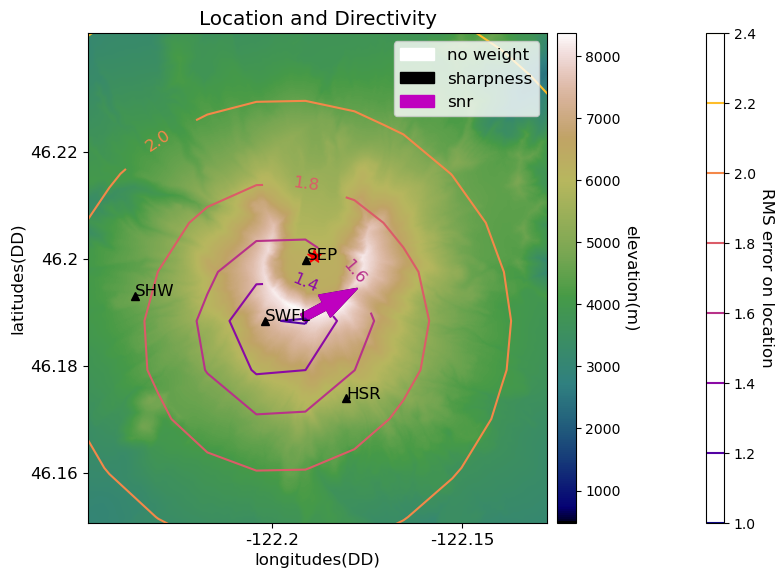 Location and Directivity
no weight
sharpness
snr
2.0
1.8
1.6
1.4
SEP
SHW
SWFL
HSR
46.22
46.2
46.18
46.16
latitudes(DD)
-122.2
-122.15
longitudes(DD)
8000
7000
6000
5000
4000
3000
2000
1000
elevation(m)
2.4
2.2
2.0
1.8
1.6
1.4
1.2
1.0
RMS error on location